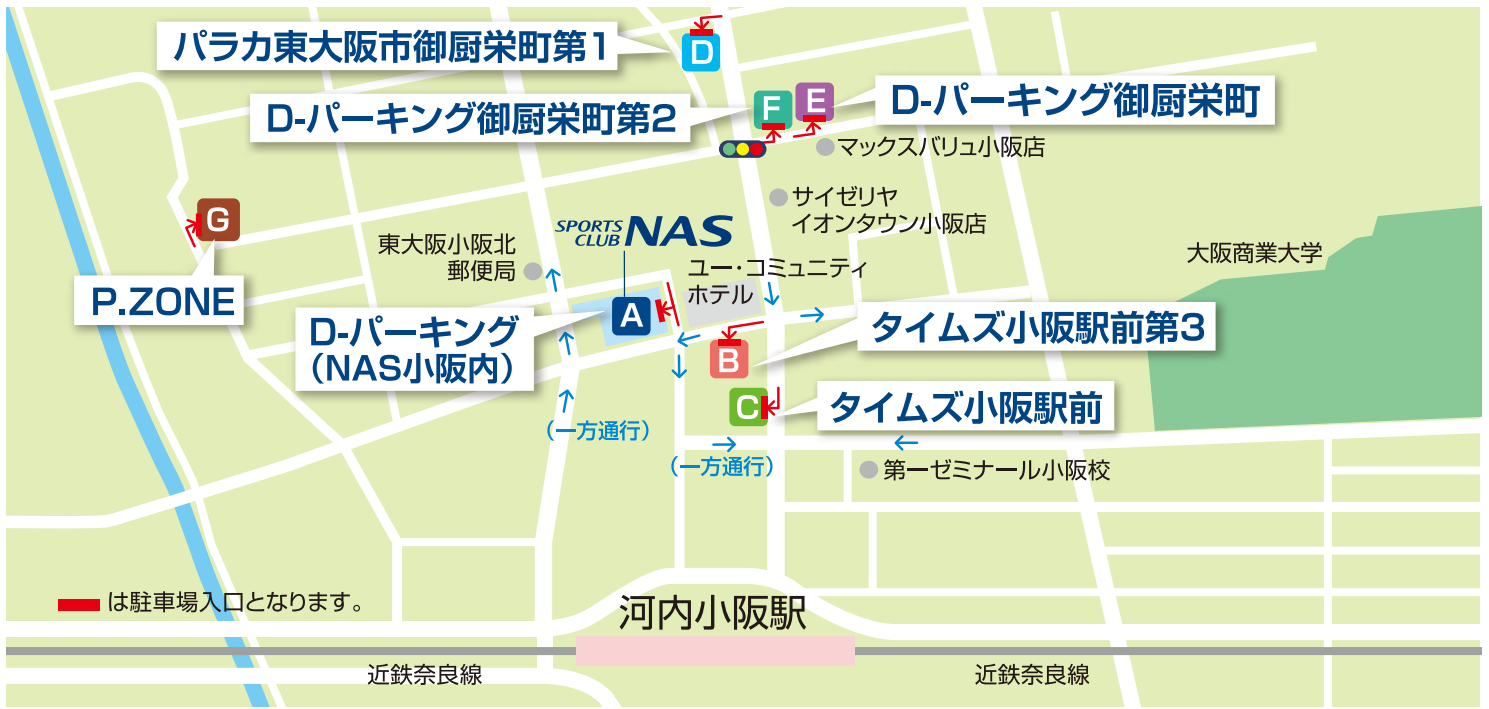 パラカ東大阪市御厨栄町第1
D
D-パーキング御厨栄町第2
F
E
D-パーキング御厨栄町
マックスバリュ小阪店
サイゼリヤ
イオンタウン小阪店
G
P.ZONE
SPORTS
CLUB NAS
東大阪小阪北
郵便局
ユー・コミュニティ
ホテル
大阪商業大学
A
D-パーキング
(NAS小阪内)
B
タイムズ小阪駅前第3
C
タイムズ小阪駅前
(一方通行)
(一方通行)
第一ゼミナール小阪校
は駐車場入口となります。
河内小阪駅
近鉄奈良線
近鉄奈良線